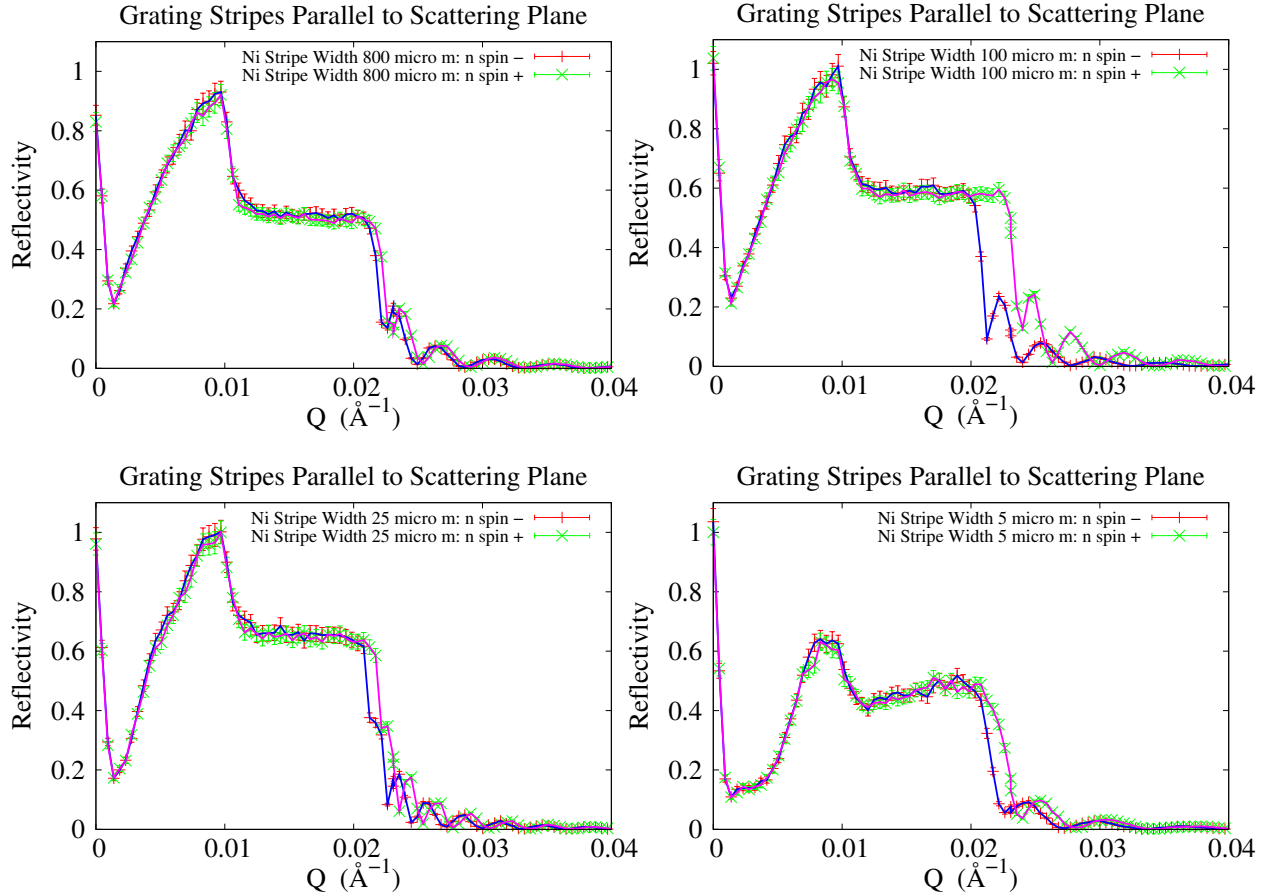 Grating Stripes Parallel to Scattering Plane
Ni Stripe Width 800 micro m: n spin −
Ni Stripe Width 800 micro m: n spin +
Reflectivity
1
0.8
0.6
0.4
0.2
0
0 0.01 0.02 0.03 0.04
Q (Å⁻¹)
Grating Stripes Parallel to Scattering Plane
Ni Stripe Width 100 micro m: n spin −
Ni Stripe Width 100 micro m: n spin +
Reflectivity
1
0.8
0.6
0.4
0.2
0
0 0.01 0.02 0.03 0.04
Q (Å⁻¹)
Grating Stripes Parallel to Scattering Plane
Ni Stripe Width 25 micro m: n spin −
Ni Stripe Width 25 micro m: n spin +
Reflectivity
1
0.8
0.6
0.4
0.2
0
0 0.01 0.02 0.03 0.04
Q (Å⁻¹)
Grating Stripes Parallel to Scattering Plane
Ni Stripe Width 5 micro m: n spin −
Ni Stripe Width 5 micro m: n spin +
Reflectivity
1
0.8
0.6
0.4
0.2
0
0 0.01 0.02 0.03 0.04
Q (Å⁻¹)